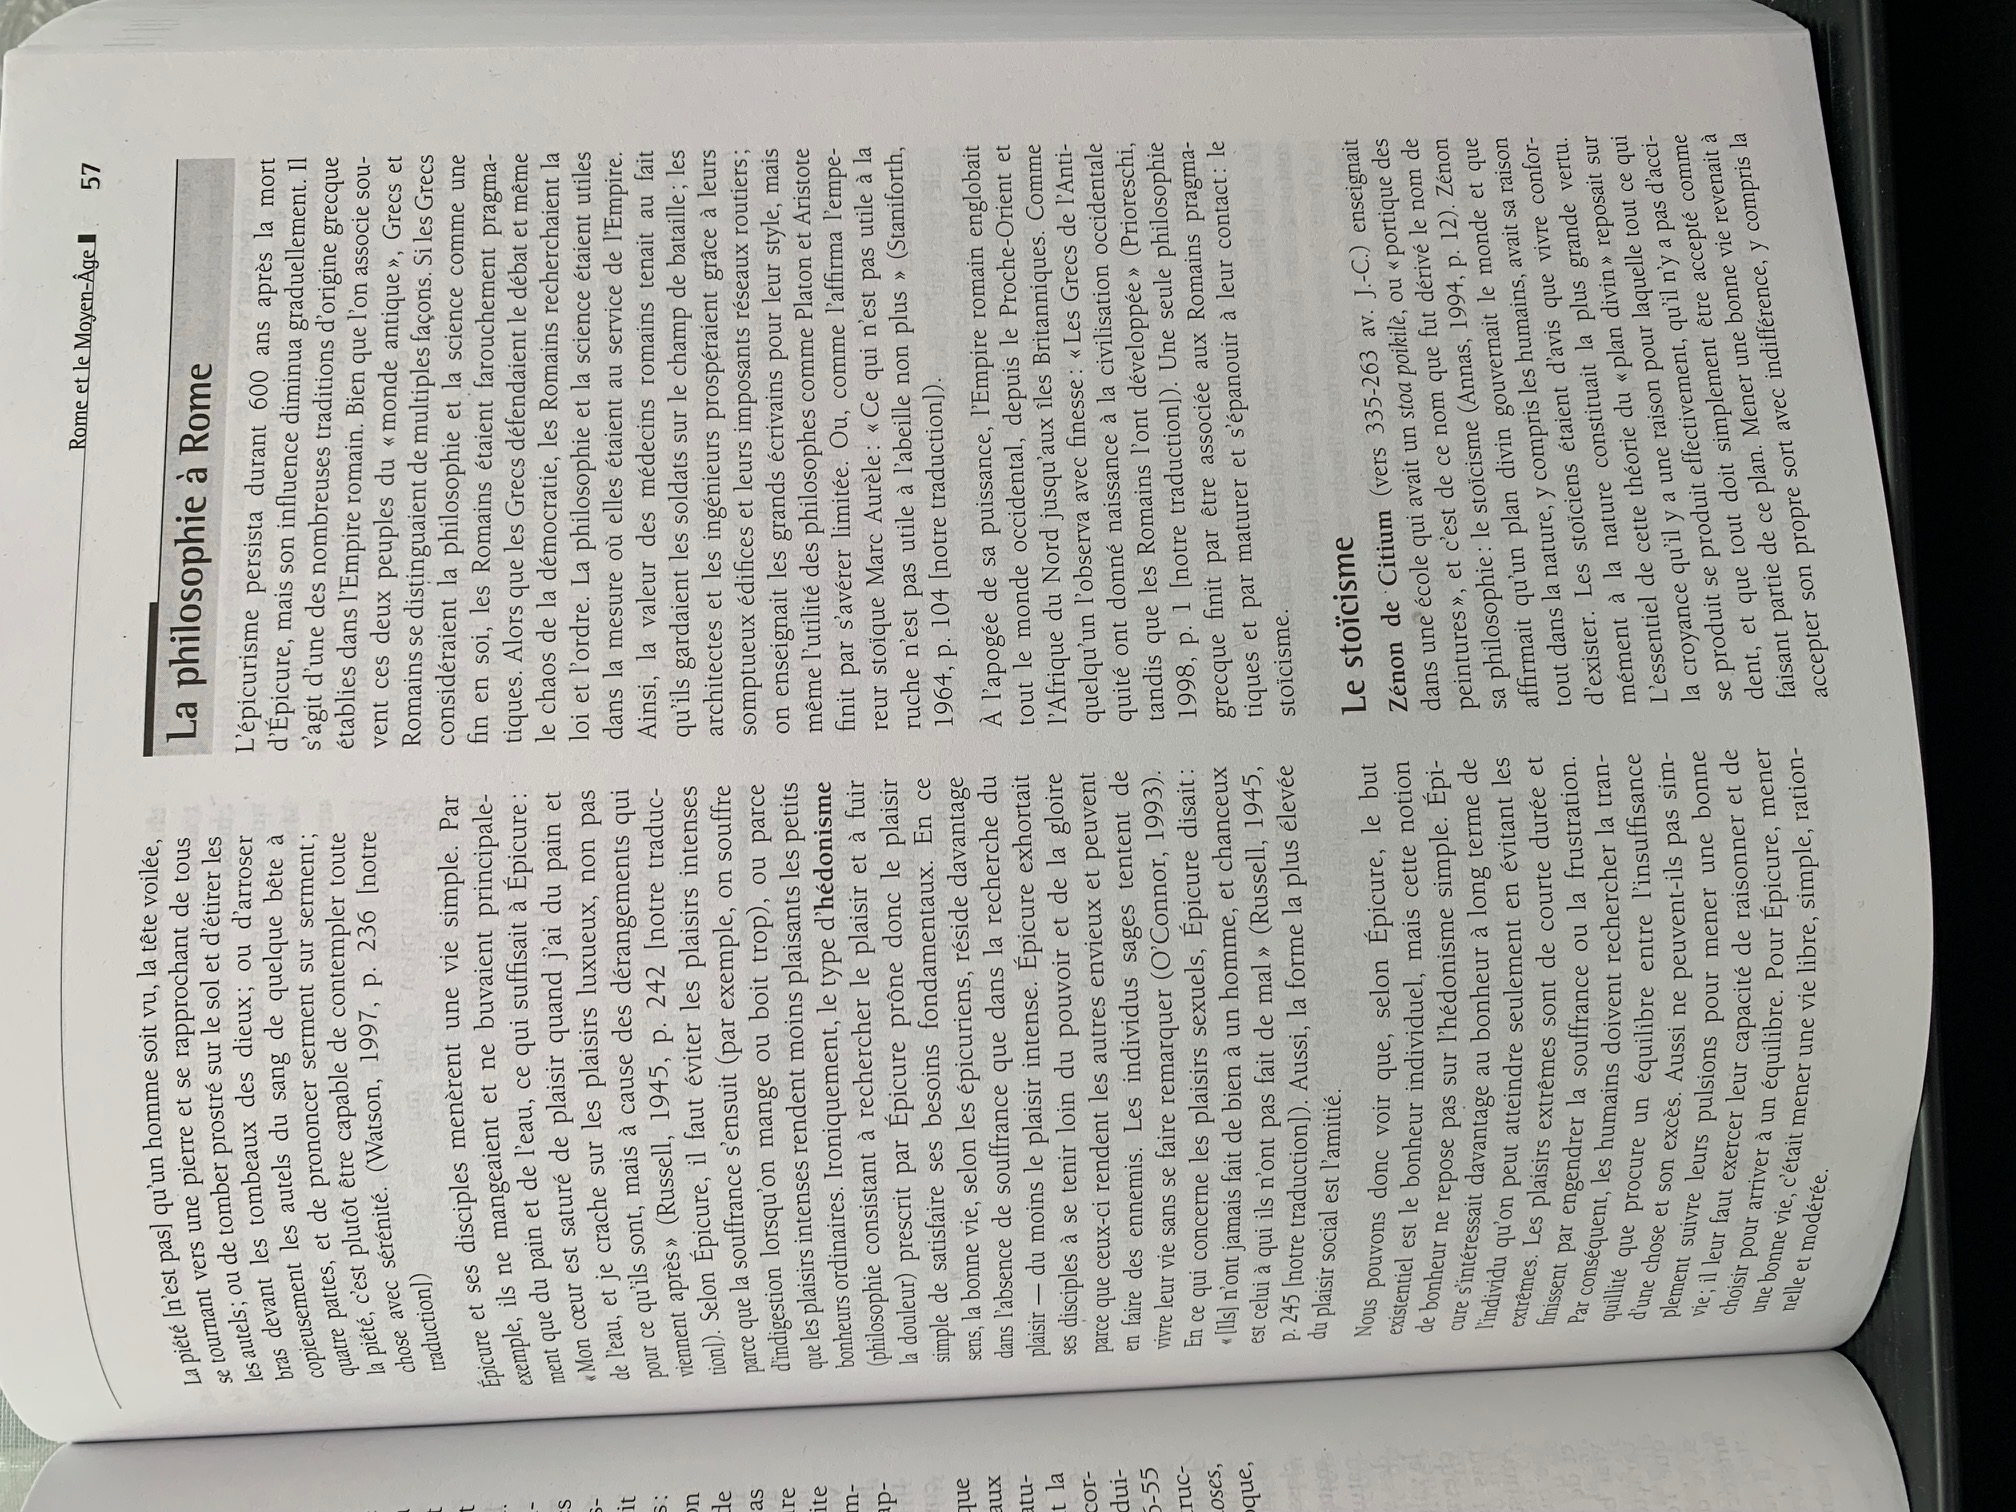 Rome et le Moyen-Âge 57
La piété [n'est pas] qu'un homme soit vu, la tête voilée,
se tournant vers une pierre et se rapprochant de tous
les autels; ou de tomber prostré sur le sol et d'étirer les
bras devant les tombeaux des dieux; ou d'arroser
copieusement les autels du sang de quelque bête à
quatre pattes, et de prononcer serment sur serment;
la piété, c'est plutôt être capable de contempler toute
chose avec sérénité. (Watson, 1997, p. 236 [notre
traduction])
Épicure et ses disciples menèrent une vie simple. Par
exemple, ils ne mangeaient et ne buvaient principale-
ment que du pain et de l'eau, ce qui suffisait à Épicure:
«Mon cœur est saturé de plaisir quand j'ai du pain et
de l'eau, et je crache sur les plaisirs luxueux, non pas
pour ce qu'ils sont, mais à cause des dérangements qui
viennent après» (Russell, 1945, p. 242 [notre traduc-
tion]). Selon Épicure, il faut éviter les plaisirs intenses
parce que la souffrance s'ensuit (par exemple, on souffre
d'indigestion lorsqu'on mange ou boit trop), ou parce
que les plaisirs intenses rendent moins plaisants les petits
bonheurs ordinaires. Ironiquement, le type d'hédonisme
(philosophie consistant à rechercher le plaisir et à fuir
la douleur) prescrit par Épicure prône donc le plaisir
simple de satisfaire ses besoins fondamentaux. En ce
sens, la bonne vie, selon les épicuriens, réside davantage
dans l'absence de souffrance que dans la recherche du
plaisir — du moins le plaisir intense. Épicure exhortait
ses disciples à se tenir loin du pouvoir et de la gloire
parce que ceux-ci rendent les autres envieux et peuvent
en faire des ennemis. Les individus sages tentent de
vivre leur vie sans se faire remarquer (O'Connor, 1993).
En ce qui concerne les plaisirs sexuels, Épicure disait:
«[Ils] n'ont jamais fait de bien à un homme, et chanceux
est celui à qui ils n'ont pas fait de mal» (Russell, 1945,
p. 245 [notre traduction]). Aussi, la forme la plus élevée
du plaisir social est l'amitié.
Nous pouvons donc voir que, selon Épicure, le but
existentiel est le bonheur individuel, mais cette notion
de bonheur ne repose pas sur l'hédonisme simple. Épi-
cure s'intéressait davantage au bonheur à long terme de
l'individu qu'on peut atteindre seulement en évitant les
extrêmes. Les plaisirs extrêmes sont de courte durée et
finissent par engendrer la souffrance ou la frustration.
Par conséquent, les humains doivent rechercher la tran-
quillité que procure un équilibre entre l'insuffisance
d'une chose et son excès. Aussi ne peuvent-ils pas sim-
plement suivre leurs pulsions pour mener une bonne
vie; il leur faut exercer leur capacité de raisonner et de
choisir pour arriver à un équilibre. Pour Épicure, mener
une bonne vie, c'était mener une vie libre, simple, ration-
nelle et modérée.
La philosophie à Rome
L'épicurisme persista durant 600 ans après la mort
d'Épicure, mais son influence diminua graduellement. Il
s'agit d'une des nombreuses traditions d'origine grecque
établies dans l'Empire romain. Bien que l'on associe sou-
vent ces deux peuples du «monde antique», Grecs et
Romains se distinguaient de multiples façons. Si les Grecs
considéraient la philosophie et la science comme une
fin en soi, les Romains étaient farouchement pragma-
tiques. Alors que les Grecs défendaient le débat et même
le chaos de la démocratie, les Romains recherchaient la
loi et l'ordre. La philosophie et la science étaient utiles
dans la mesure où elles étaient au service de l'Empire.
Ainsi, la valeur des médecins romains tenait au fait
qu'ils gardaient les soldats sur le champ de bataille; les
architectes et les ingénieurs prospéraient grâce à leurs
somptueux édifices et leurs imposants réseaux routiers;
on enseignait les grands écrivains pour leur style, mais
même l'utilité des philosophes comme Platon et Aristote
finit par s'avérer limitée. Ou, comme l'affirma l'empe-
reur stoïque Marc Aurèle: «Ce qui n'est pas utile à la
ruche n'est pas utile à l'abeille non plus» (Staniforth,
1964, p. 104 [notre traduction]).
À l'apogée de sa puissance, l'Empire romain englobait
tout le monde occidental, depuis le Proche-Orient et
l'Afrique du Nord jusqu'aux îles Britanniques. Comme
quelqu'un l'observa avec finesse: «Les Grecs de l'Anti-
quité ont donné naissance à la civilisation occidentale
tandis que les Romains l'ont développée» (Prioreschi,
1998, p. 1 [notre traduction]). Une seule philosophie
grecque finit par être associée aux Romains pragma-
tiques et par maturer et s'épanouir à leur contact: le
stoïcisme.
Le stoïcisme
Zénon de Citium (vers 335-263 av. J.-C.) enseignait
dans une école qui avait un stoa poikilè, ou «portique des
peintures», et c'est de ce nom que fut dérivé le nom de
sa philosophie: le stoïcisme (Annas, 1994, p. 12). Zénon
affirmait qu'un plan divin gouvernait le monde et que
tout dans la nature, y compris les humains, avait sa raison
d'exister. Les stoïciens étaient d'avis que vivre confor-
mément à la nature constituait la plus grande vertu.
L'essentiel de cette théorie du «plan divin» reposait sur
la croyance qu'il y a une raison pour laquelle tout ce qui
se produit se produit effectivement, qu'il n'y a pas d'acci-
dent, et que tout doit simplement être accepté comme
faisant partie de ce plan. Mener une bonne vie revenait à
accepter son propre sort avec indifférence, y compris la